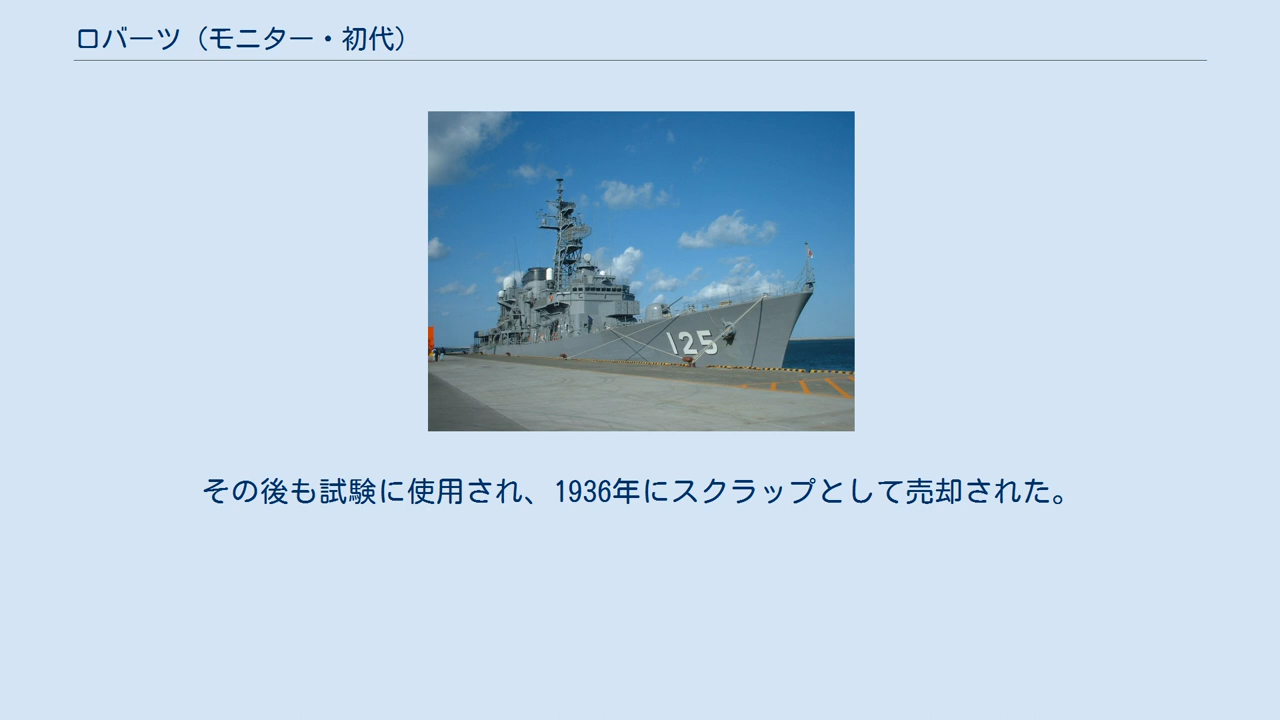 ロバーツ（モニター・初代）
125
その後も試験に使用され、1936年にスクラップとして売却された。